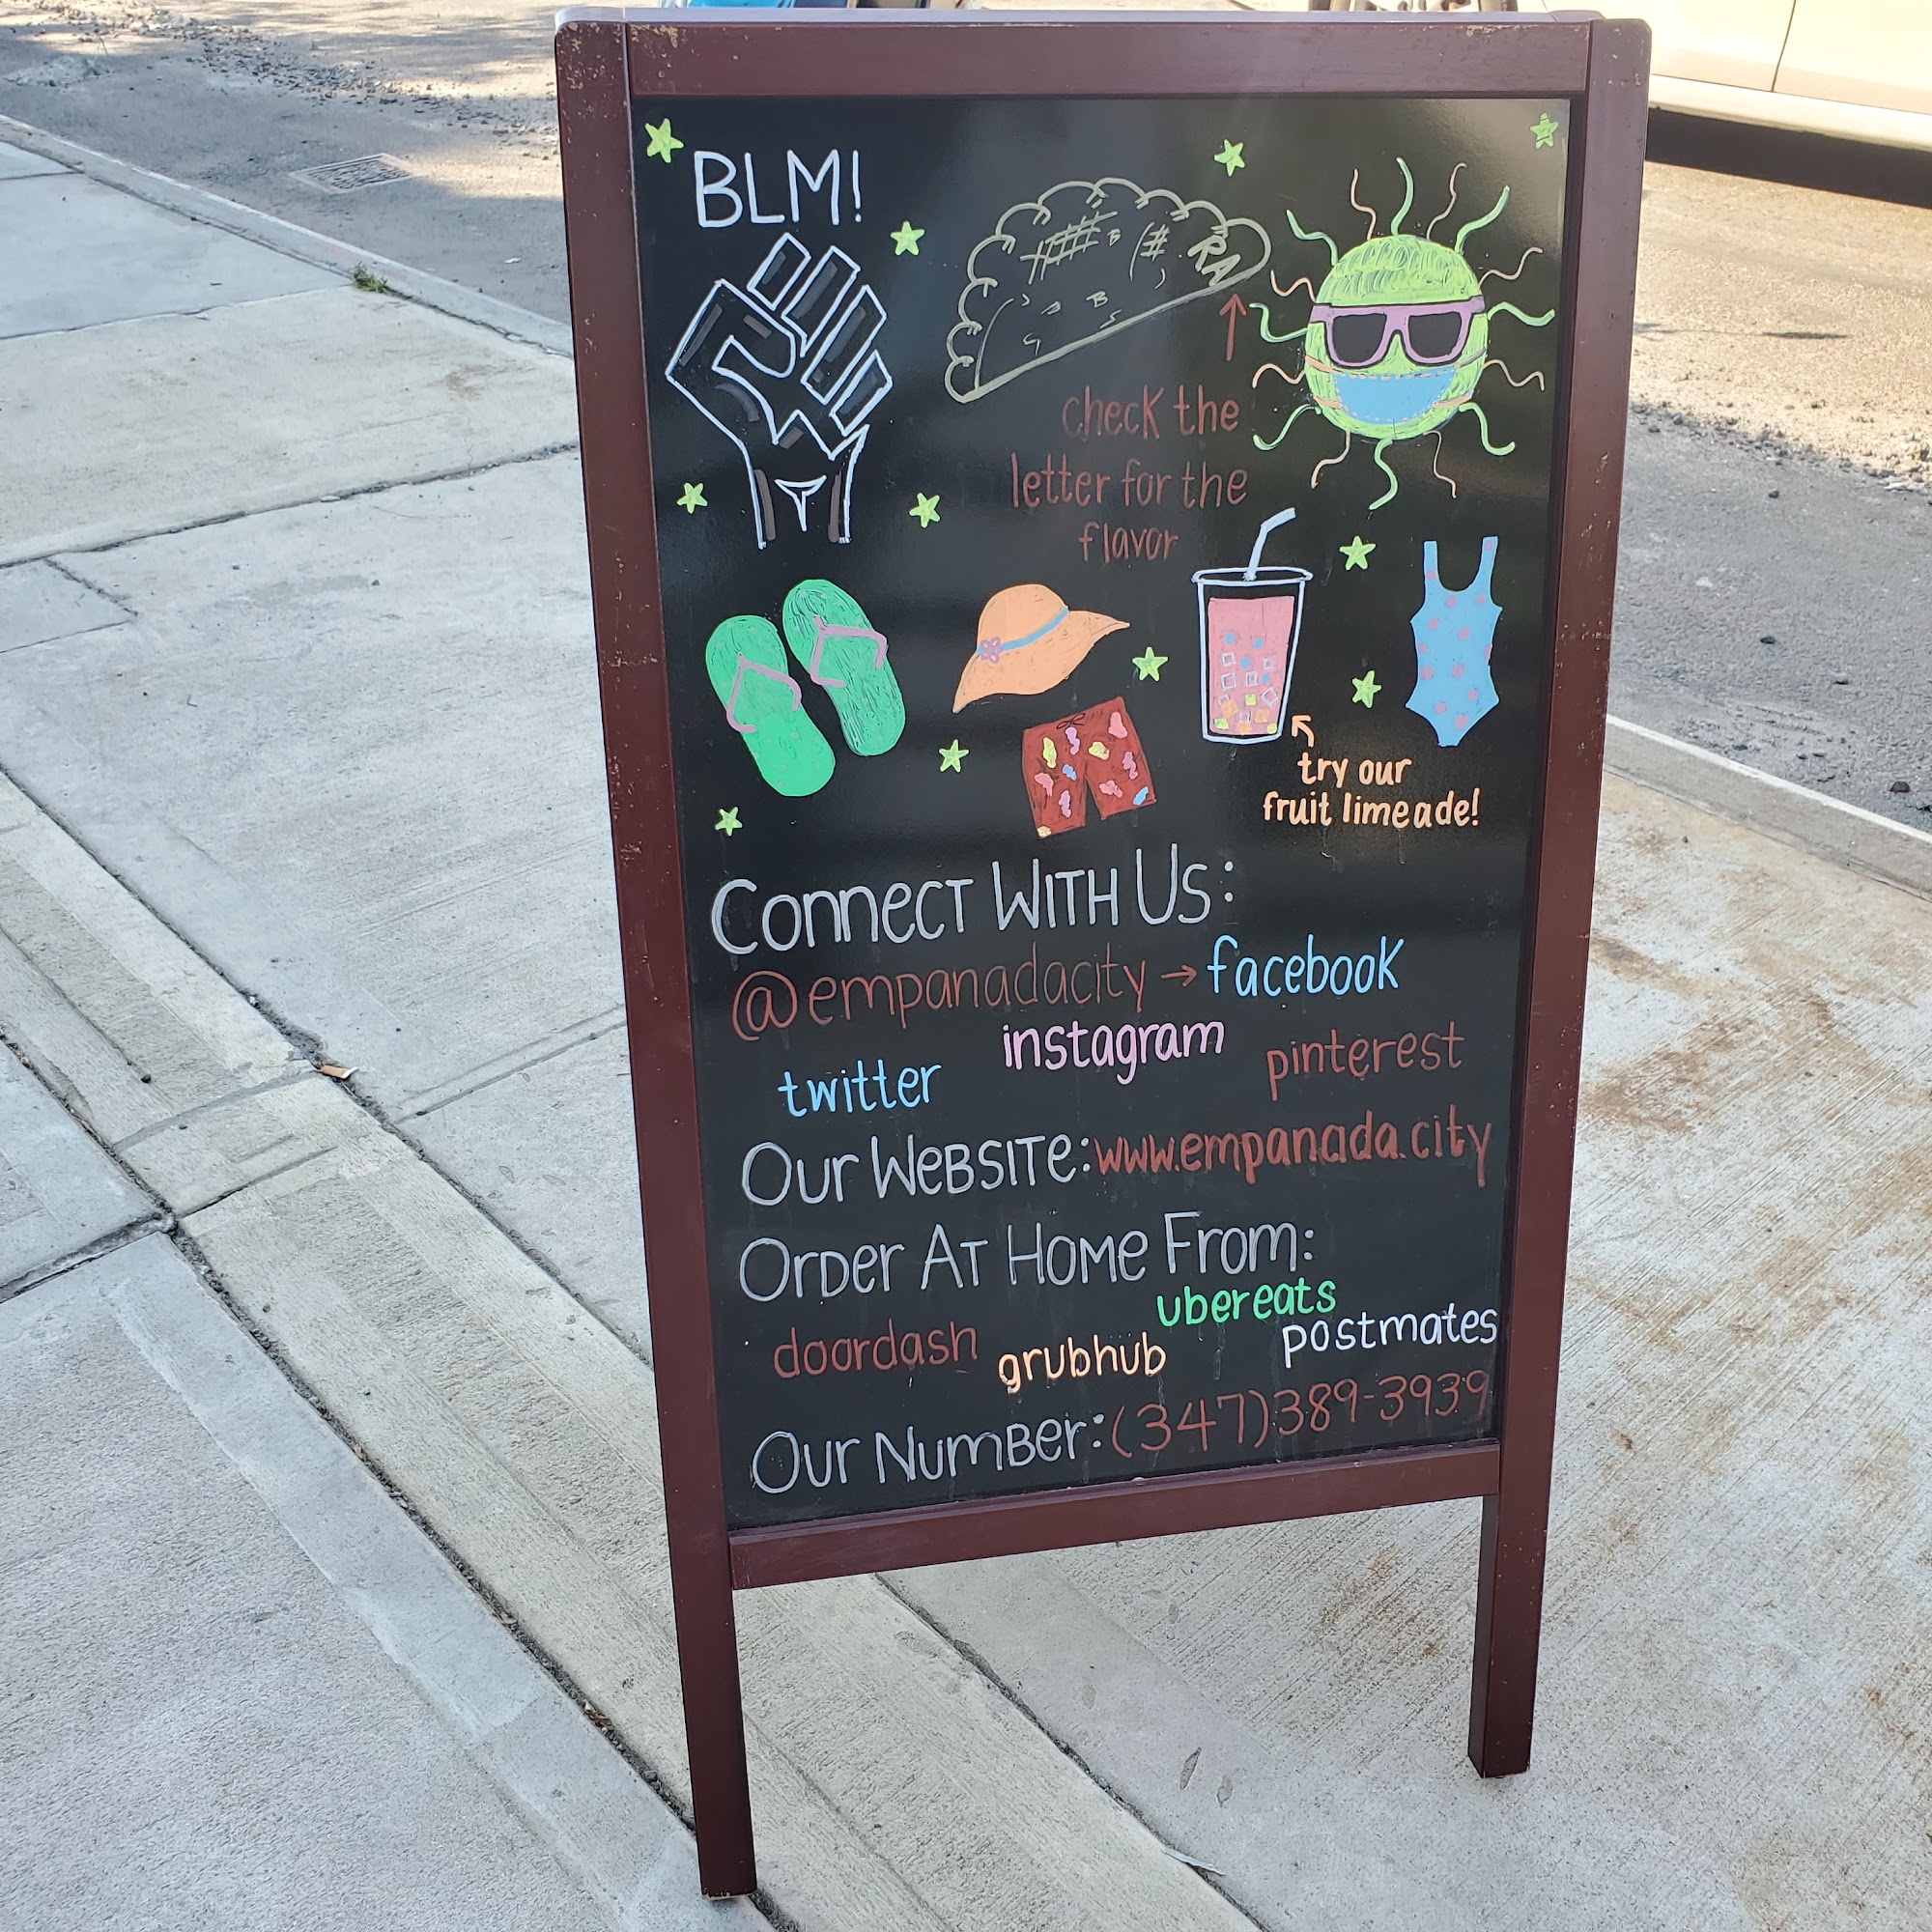 BLM!
RA
check the
letter for the
flavor
try our
fruit limeade!
Connect With Us:
@empanadacity → facebook
instagram
twitter
pinterest
Our Website: www.empanada.city
Order At Home From:
ubereats
doordash
grubhub
postmates
Our Number: (347)389-3939